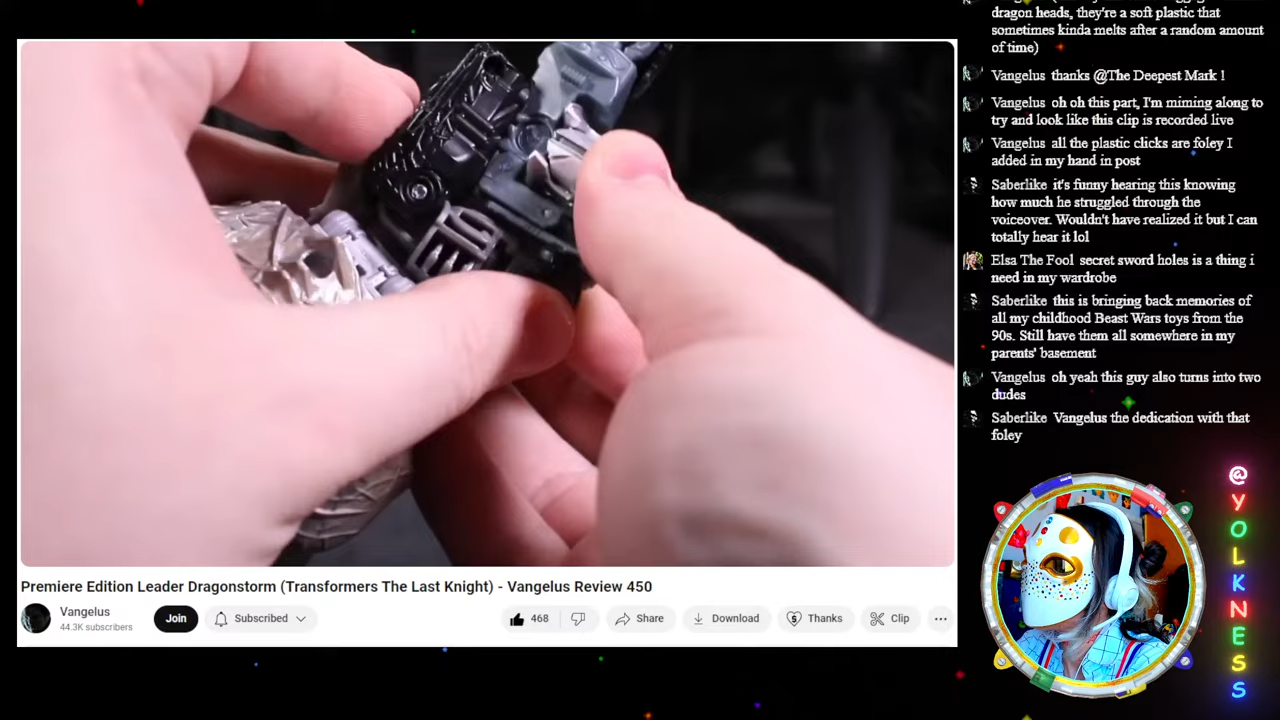 Premiere Edition Leader Dragonstorm (Transformers The Last Knight) - Vangelus Review 450
Vangelus
44.3K subscribers
Join
Subscribed
468
Share
Download
Thanks
Clip
dragon heads, they're a soft plastic that
sometimes kinda melts after a random amount
of time)
Vangelus thanks @The Deepest Mark !
Vangelus oh oh this part, I'm miming along to
try and look like this clip is recorded live
Vangelus all the plastic clicks are foley I
added in my hand in post
Saberlike it's funny hearing this knowing
how much he struggled through the
voiceover. Wouldn't have realized it but I can
totally hear it lol
Elsa The Fool secret sword holes is a thing i
need in my wardrobe
Saberlike this is bringing back memories of
all my childhood Beast Wars toys from the
90s. Still have them all somewhere in my
parents' basement
Vangelus oh yeah this guy also turns into two
dudes
Saberlike Vangelus the dedication with that
foley
@YOLKNESS